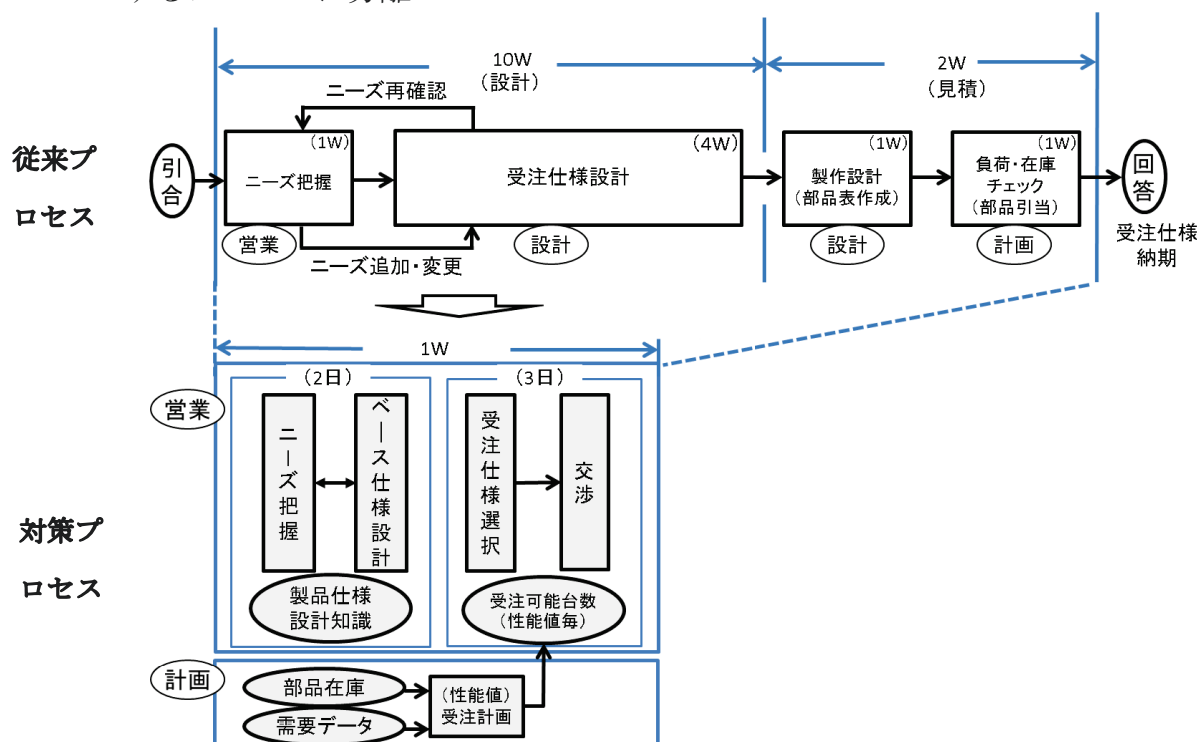 10W
(設計)
2W
(見積)
ニーズ再確認
従来プ
ロセス
引合
(1W)
ニーズ把握
(4W)
受注仕様設計
(1W)
製作設計
(部品表作成)
(1W)
負荷・在庫
チェック
(部品引当)
回答
営業
設計
設計
計画
受注仕様
納期
ニーズ追加・変更
1W
営業
(2日)
(3日)
ニーズ把握
ベース仕様設計
受注仕様選択
交渉
対策プ
ロセス
製品仕様
設計知識
受注可能台数
(性能値毎)
計画
部品在庫
需要データ
(性能値)
受注計画